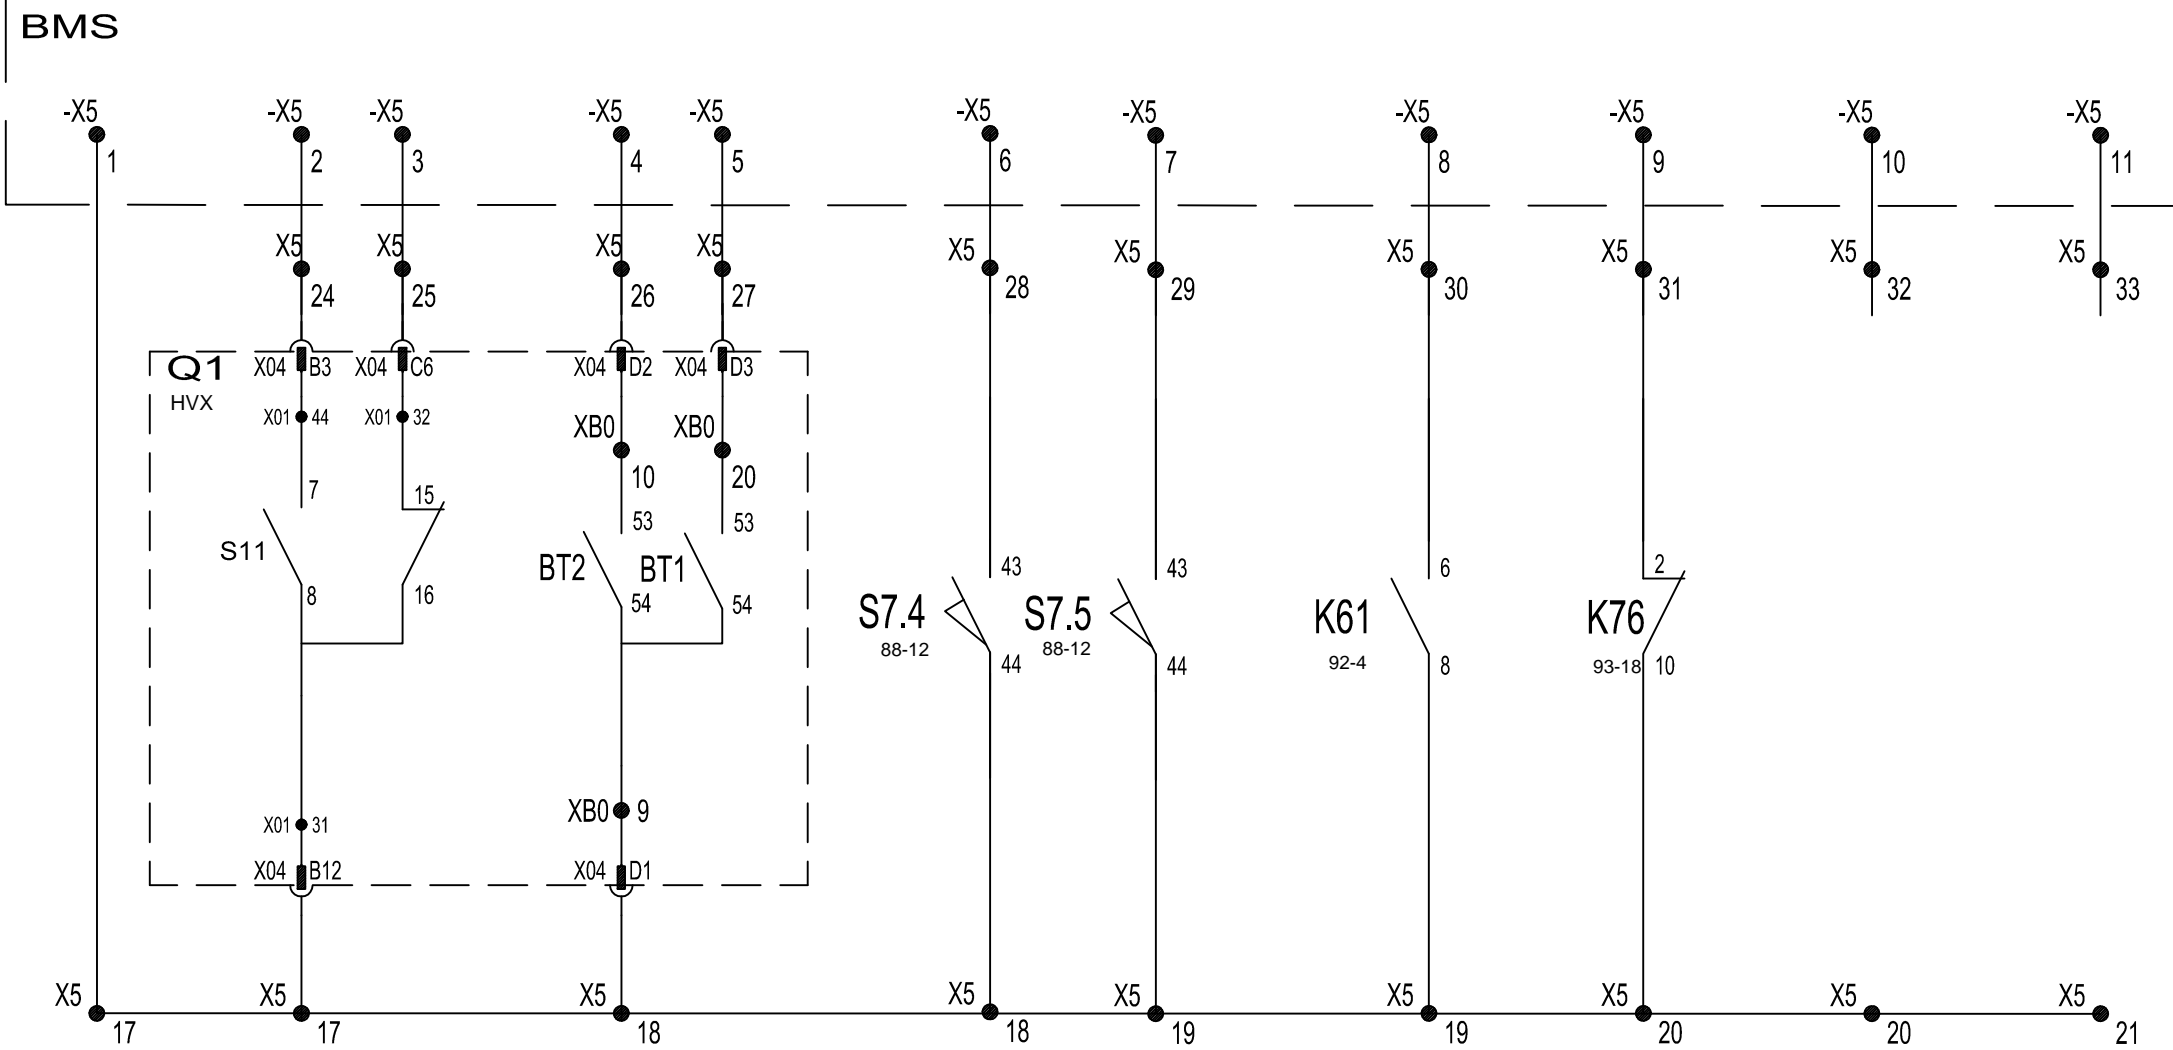 BMS
-X5 -X5 -X5 -X5 -X5 -X5 -X5 -X5 -X5 -X5 -X5
1 2 3 4 5 6 7 8 9 10 11
X5 X5 X5 X5 X5 X5 X5 X5 X5 X5
24 25 26 27 28 29 30 31 32 33
Q1 X04 B3 X04 C6 X04 D2 X04 D3
HVX
X01 44 X01 32 XB0 XB0
10 20
7 15 53 53
S11 BT2 BT1 43 43 6 2
8 16 54 54
S7.4 S7.5 K61 K76
88-12 88-12 92-4 93-18
44 44 8 10
XB0 9
X01 31
X04 B12 X04 D1
X5 X5 X5 X5 X5 X5 X5 X5 X5
17 17 18 18 19 19 20 20 21